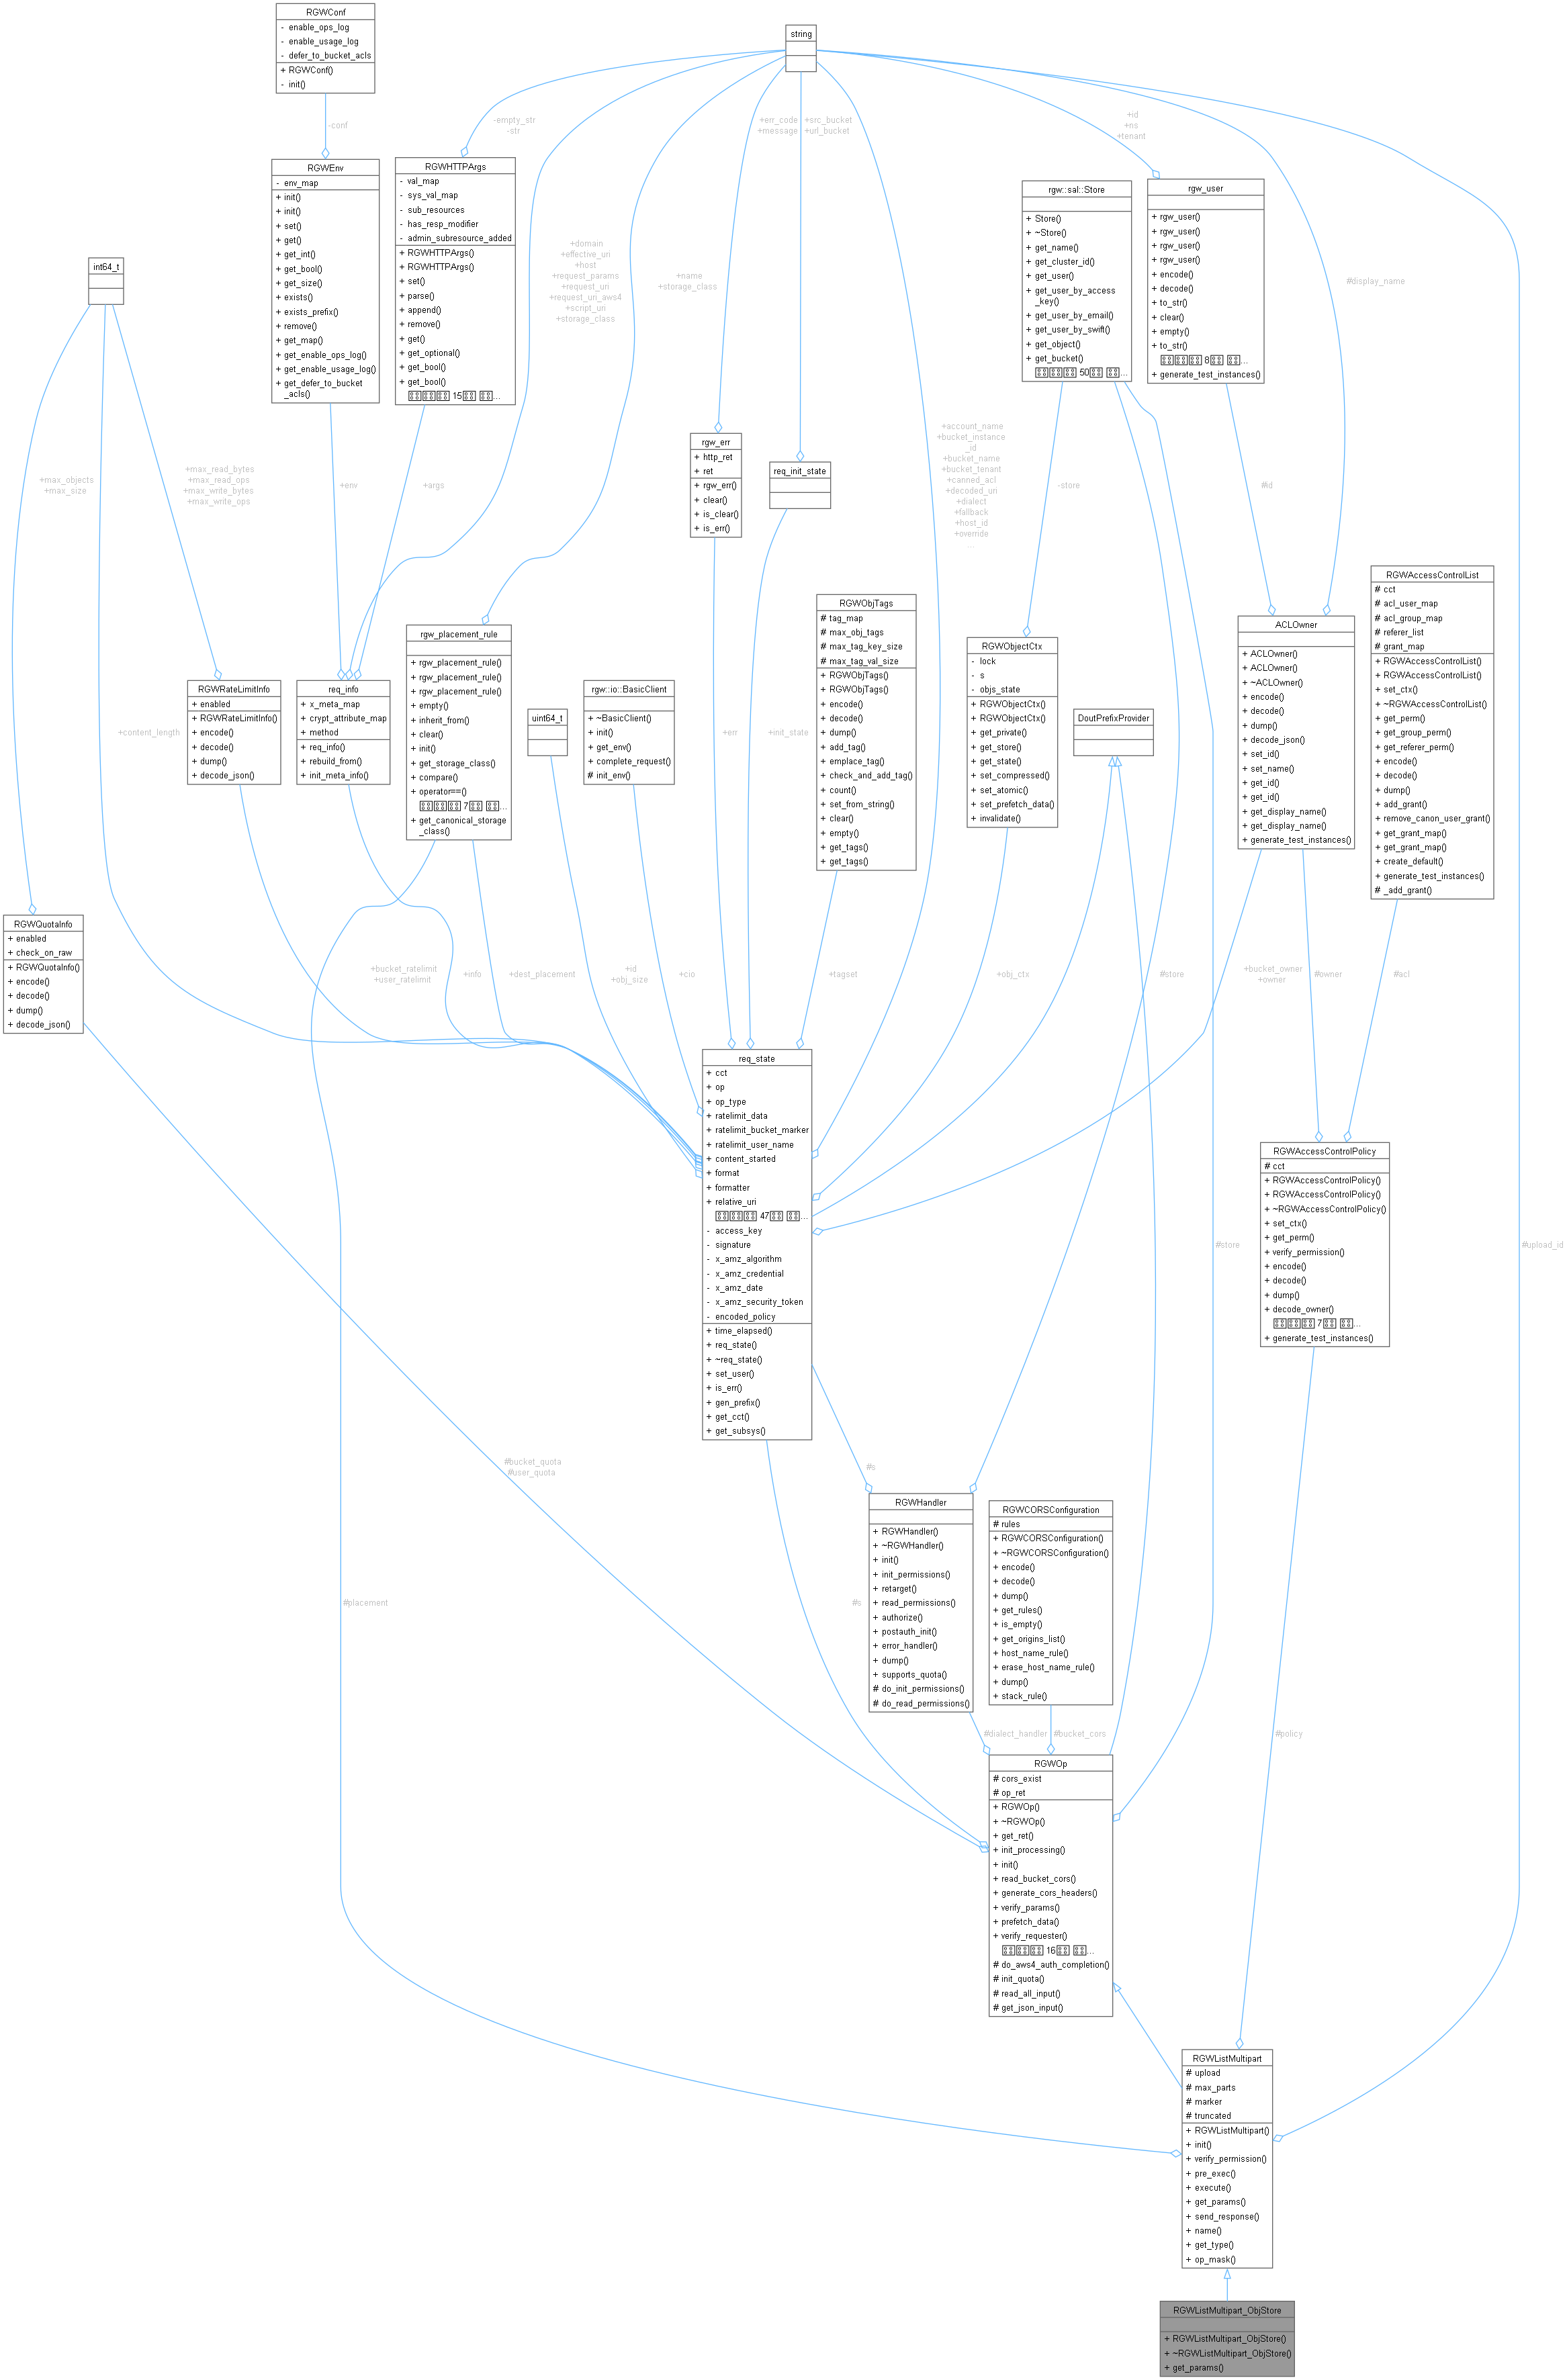 RGWConf
- enable_ops_log
- enable_usage_log
- defer_to_bucket_acls
+ RGWConf()
- init()
string
-conf
-empty_str
-str
+err_code
+message
+src_bucket
+url_bucket
+id
+ns
+tenant
RGWEnv
- env_map
+ init()
+ init()
+ set()
+ get()
+ get_int()
+ get_bool()
+ get_size()
+ exists()
+ exists_prefix()
+ remove()
+ get_map()
+ get_enable_ops_log()
+ get_enable_usage_log()
+ get_defer_to_bucket
_acls()
RGWHTTPArgs
- val_map
- sys_val_map
- sub_resources
- has_resp_modifier
- admin_subresource_added
+ RGWHTTPArgs()
+ RGWHTTPArgs()
+ set()
+ parse()
+ append()
+ remove()
+ get()
+ get_optional()
+ get_bool()
+ get_bool()
15 ...
rgw::sal::Store
+ Store()
+ ~Store()
+ get_name()
+ get_cluster_id()
+ get_user()
+ get_user_by_access
_key()
+ get_user_by_email()
+ get_user_by_swift()
+ get_object()
+ get_bucket()
50 ...
rgw_user
+ rgw_user()
+ rgw_user()
+ rgw_user()
+ rgw_user()
+ encode()
+ decode()
+ to_str()
+ clear()
+ empty()
+ to_str()
8 ...
+ generate_test_instances()
int64_t
+domain
+effective_uri
+host
+request_params
+request_uri
+request_uri_aws4
+script_uri
+storage_class
+name
+storage_class
#display_name
+max_objects
+max_size
+max_read_bytes
+max_read_ops
+max_write_bytes
+max_write_ops
+env
+args
rgw_err
+ http_ret
+ ret
+ rgw_err()
+ clear()
+ is_clear()
+ is_err()
req_init_state
+account_name
+bucket_instance
_id
+bucket_name
+bucket_tenant
+canned_acl
+decoded_uri
+dialect
+fallback
+host_id
+override
...
-store
#id
RGWRateLimitInfo
+ enabled
+ RGWRateLimitInfo()
+ encode()
+ decode()
+ dump()
+ decode_json()
req_info
+ x_meta_map
+ crypt_attribute_map
+ method
+ req_info()
+ rebuild_from()
+ init_meta_info()
rgw_placement_rule
+ rgw_placement_rule()
+ rgw_placement_rule()
+ rgw_placement_rule()
+ empty()
+ inherit_from()
+ clear()
+ init()
+ get_storage_class()
+ compare()
+ operator==()
7 ...
+ get_canonical_storage
_class()
uint64_t
rgw::io::BasicClient
+ ~BasicClient()
+ init()
+ get_env()
+ complete_request()
# init_env()
RGWObjTags
# tag_map
# max_obj_tags
# max_tag_key_size
# max_tag_val_size
+ RGWObjTags()
+ RGWObjTags()
+ encode()
+ decode()
+ dump()
+ add_tag()
+ emplace_tag()
+ check_and_add_tag()
+ count()
+ set_from_string()
+ clear()
+ empty()
+ get_tags()
+ get_tags()
RGWObjectCtx
- lock
- s
- objs_state
+ RGWObjectCtx()
+ RGWObjectCtx()
+ get_private()
+ get_store()
+ get_state()
+ set_compressed()
+ set_atomic()
+ set_prefetch_data()
+ invalidate()
DoutPrefixProvider
ACLOwner
+ ACLOwner()
+ ACLOwner()
+ ~ACLOwner()
+ encode()
+ decode()
+ dump()
+ decode_json()
+ set_id()
+ set_name()
+ get_id()
+ get_id()
+ get_display_name()
+ get_display_name()
+ generate_test_instances()
RGWAccessControlList
# cct
# acl_user_map
# acl_group_map
# referer_list
# grant_map
+ RGWAccessControlList()
+ RGWAccessControlList()
+ set_ctx()
+ ~RGWAccessControlList()
+ get_perm()
+ get_group_perm()
+ get_referer_perm()
+ encode()
+ decode()
+ dump()
+ add_grant()
+ remove_canon_user_grant()
+ get_grant_map()
+ get_grant_map()
+ create_default()
+ generate_test_instances()
# _add_grant()
+content_length
+err
+init_state
RGWQuotaInfo
+ enabled
+ check_on_raw
+ RGWQuotaInfo()
+ encode()
+ decode()
+ dump()
+ decode_json()
+bucket_ratelimit
+user_ratelimit
+info
+dest_placement
+id
+obj_size
+cio
+tagset
+obj_ctx
#store
+bucket_owner
+owner
#owner
#acl
req_state
+ cct
+ op
+ op_type
+ ratelimit_data
+ ratelimit_bucket_marker
+ ratelimit_user_name
+ content_started
+ format
+ formatter
+ relative_uri
47 ...
- access_key
- signature
- x_amz_algorithm
- x_amz_credential
- x_amz_date
- x_amz_security_token
- encoded_policy
+ time_elapsed()
+ req_state()
+ ~req_state()
+ set_user()
+ is_err()
+ gen_prefix()
+ get_cct()
+ get_subsys()
RGWAccessControlPolicy
# cct
+ RGWAccessControlPolicy()
+ RGWAccessControlPolicy()
+ ~RGWAccessControlPolicy()
+ set_ctx()
+ get_perm()
+ verify_permission()
+ encode()
+ decode()
+ dump()
+ decode_owner()
7 ...
+ generate_test_instances()
#store
#upload_id
#bucket_quota
#user_quota
#s
RGWHandler
+ RGWHandler()
+ ~RGWHandler()
+ init()
+ init_permissions()
+ retarget()
+ read_permissions()
+ authorize()
+ postauth_init()
+ error_handler()
+ dump()
+ supports_quota()
# do_init_permissions()
# do_read_permissions()
RGWCORSConfiguration
# rules
+ RGWCORSConfiguration()
+ ~RGWCORSConfiguration()
+ encode()
+ decode()
+ dump()
+ get_rules()
+ is_empty()
+ get_origins_list()
+ host_name_rule()
+ erase_host_name_rule()
+ dump()
+ stack_rule()
#placement
#s
#dialect_handler
#bucket_cors
#policy
RGWOp
# cors_exist
# op_ret
+ RGWOp()
+ ~RGWOp()
+ get_ret()
+ init_processing()
+ init()
+ read_bucket_cors()
+ generate_cors_headers()
+ verify_params()
+ prefetch_data()
+ verify_requester()
16 ...
# do_aws4_auth_completion()
# init_quota()
# read_all_input()
# get_json_input()
RGWListMultipart
# upload
# max_parts
# marker
# truncated
+ RGWListMultipart()
+ init()
+ verify_permission()
+ pre_exec()
+ execute()
+ get_params()
+ send_response()
+ name()
+ get_type()
+ op_mask()
RGWListMultipart_ObjStore
+ RGWListMultipart_ObjStore()
+ ~RGWListMultipart_ObjStore()
+ get_params()